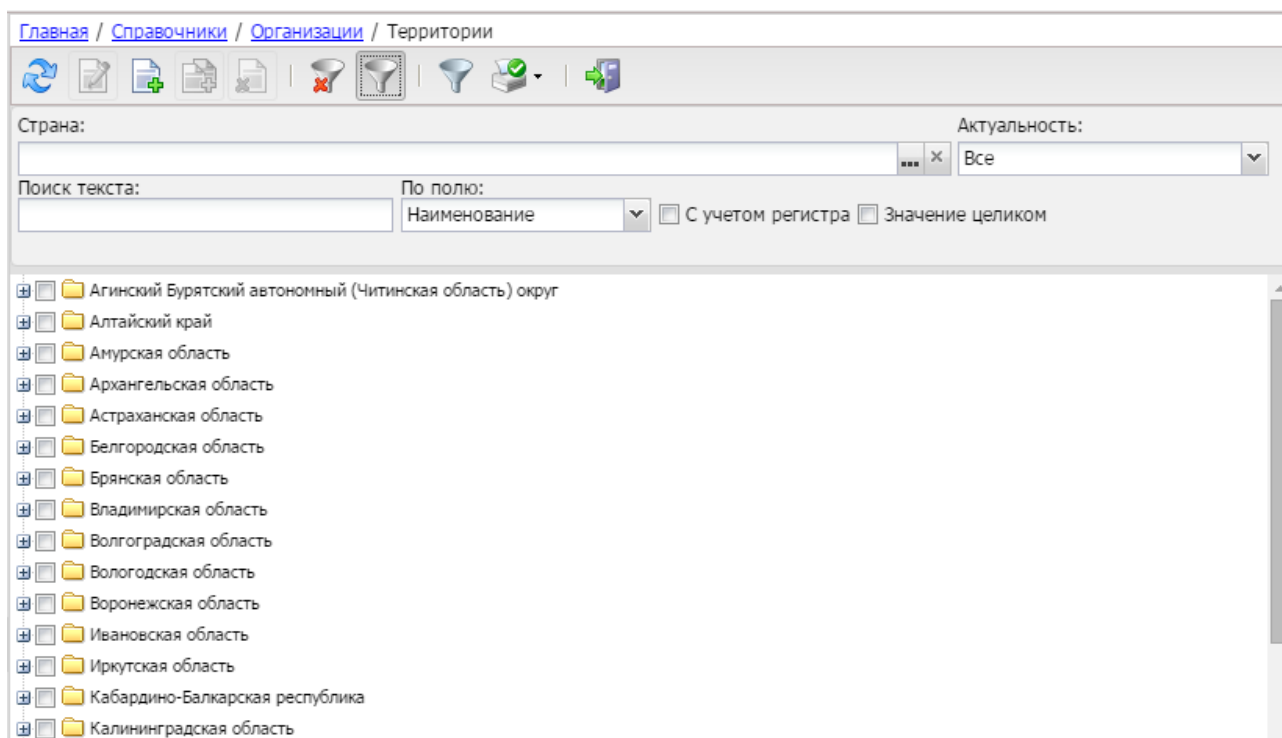 Главная / Справочники / Организации / Территории
Страна: Актуальность:
... × Все
Поиск текста: По полю:
Наименование С учетом регистра Значение целиком
Агинский Бурятский автономный (Читинская область) округ
Алтайский край
Амурская область
Архангельская область
Астраханская область
Белгородская область
Брянская область
Владимирская область
Волгоградская область
Вологодская область
Воронежская область
Ивановская область
Иркутская область
Кабардино-Балкарская республика
Калининградская область